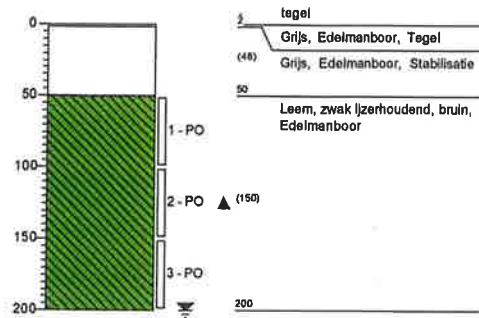 tegel
0
2
Grijs, Edelmanboor, Tegel
(48)
Grijs, Edelmanboor, Stabilisatie
50
50
Leem, zwak ijzerhoudend, bruin,
Edelmanboor
1 - PO
100
2 - PO
(150)
150
3 - PO
200
200